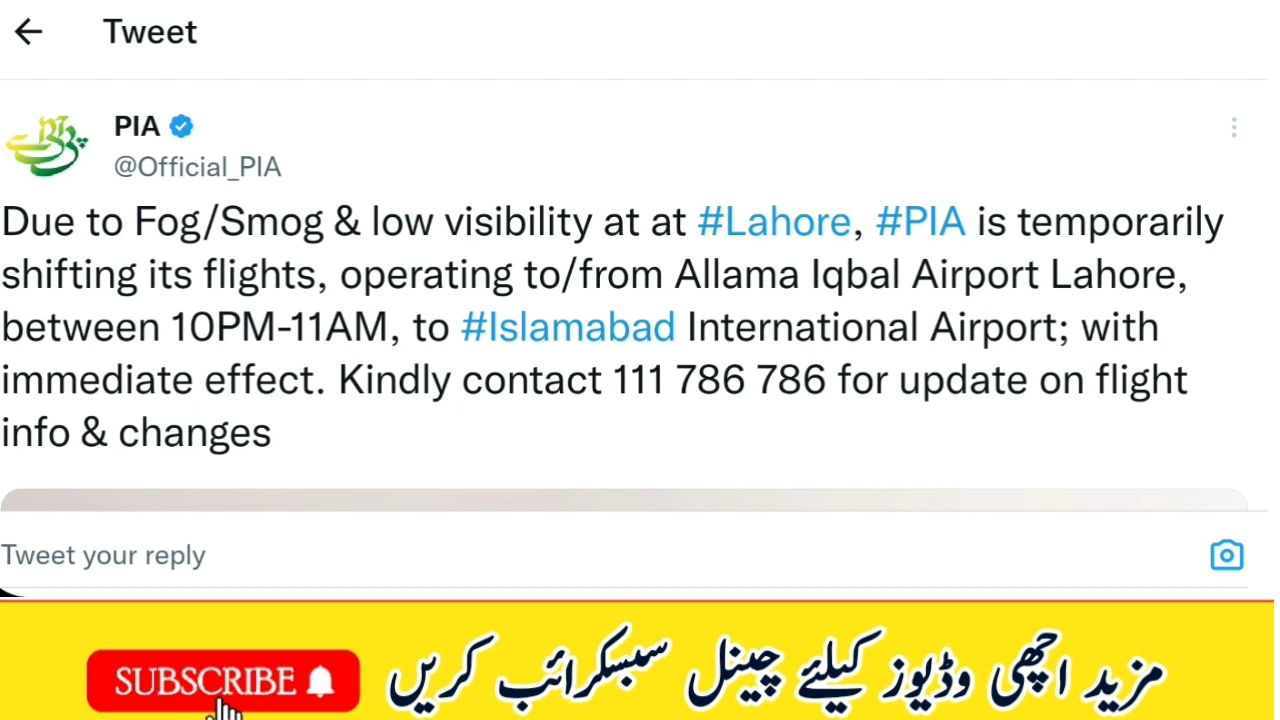 Tweet
PIA
@Official_PIA
Due to Fog/Smog & low visibility at at #Lahore, #PIA is temporarily
shifting its flights, operating to/from Allama Iqbal Airport Lahore,
between 10PM-11AM, to #Islamabad International Airport; with
immediate effect. Kindly contact 111 786 786 for update on flight
info & changes
Tweet your reply
SUBSCRIBE
مزید اچھی وڈیوز کیلئے چینل سبسکرائب کریں